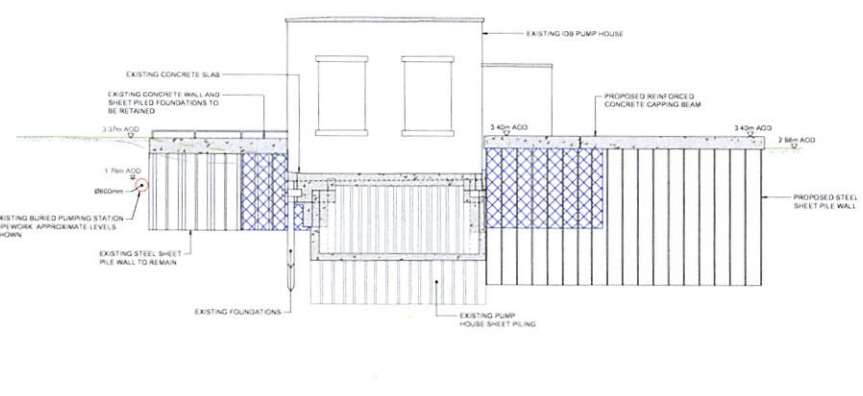 EXISTING IDB PUMP HOUSE
EXISTING CONCRETE SLAB
EXISTING CONCRETE WALL AND
SHEET PILED FOUNDATIONS TO
BE RETAINED
PROPOSED REINFORCED
CONCRETE CAPPING BEAM
3.37m AOD
3.40m AOD
3.40m AOD
2.98m AOD
1.76m AOD
Ø600mm
PROPOSED STEEL
SHEET PILE WALL
XISTING BURIED PUMPING STATION
IPEWORK APPROXIMATE LEVELS
HOWN
EXISTING STEEL SHEET
PILE WALL TO REMAIN
EXISTING FOUNDATIONS
EXISTING PUMP
HOUSE SHEET PILING